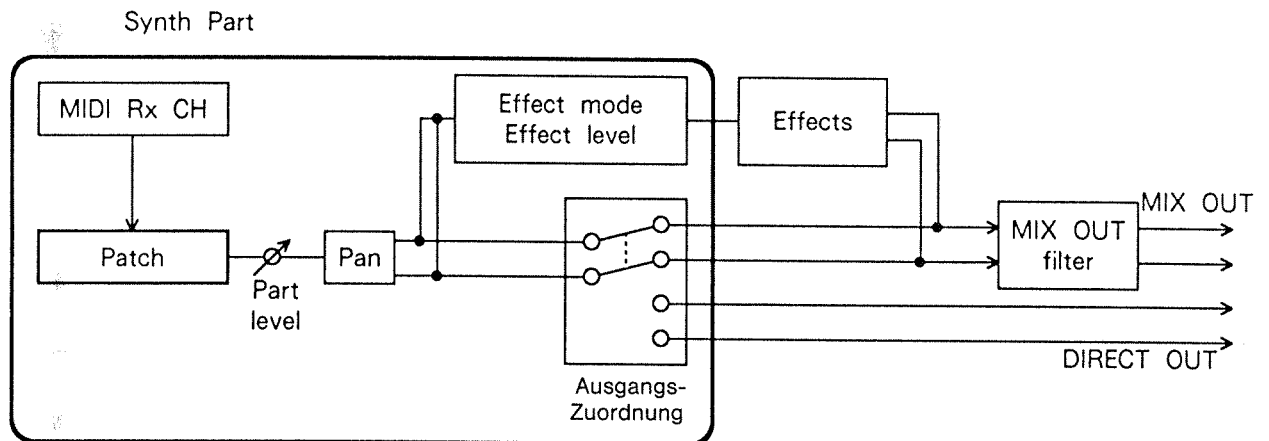 Synth Part
MIDI Rx CH
Effect mode
Effect level
Effects
Patch
Part
level
Pan
MIX OUT
filter
MIX OUT
DIRECT OUT
Ausgangs-
Zuordnung